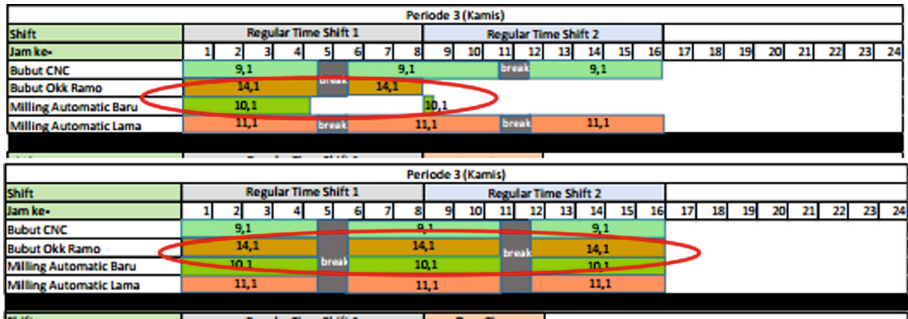 Periode 3 (Kamis)
Shift Regular Time Shift 1 Regular Time Shift 2
Jam ke- 1 2 3 4 5 6 7 8 9 10 11 12 13 14 15 16 17 18 19 20 21 22 23 24
Bubut CNC 9,1 9,1 break 9,1
Bubut Okk Ramo 14,1 break 14,1
Milling Automatic Baru 10,1 10,1
Milling Automatic Lama 11,1 break 11,1 break 11,1
Periode 3 (Kamis)
Shift Regular Time Shift 1 Regular Time Shift 2
Jam ke- 1 2 3 4 5 6 7 8 9 10 11 12 13 14 15 16 17 18 19 20 21 22 23 24
Bubut CNC 9,1 9,1 9,1
Bubut Okk Ramo 14,1 14,1 break 14,1
Milling Automatic Baru 10,1 break 10,1 10,1
Milling Automatic Lama 11,1 11,1 11,1